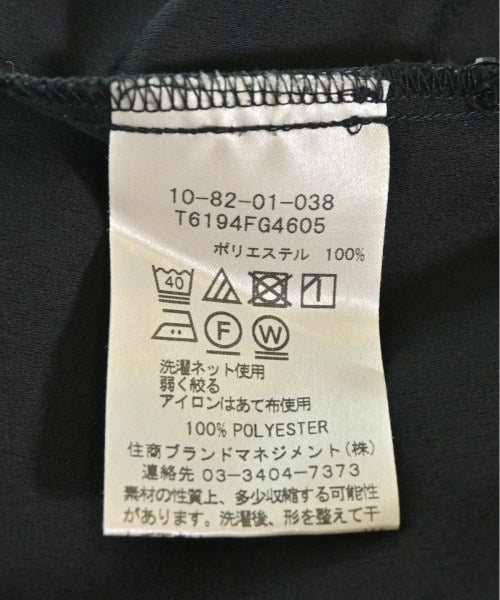 10-82-01-038
T6194FG4605
ポリエステル 100%
40
F W
洗濯ネット使用
弱く絞る
アイロンはあて布使用
100% POLYESTER
住商ブランドマネジメント(株)
連絡先 03-3404-7373
素材の性質上、多少収縮する可能性
があります。洗濯後、形を整えて干